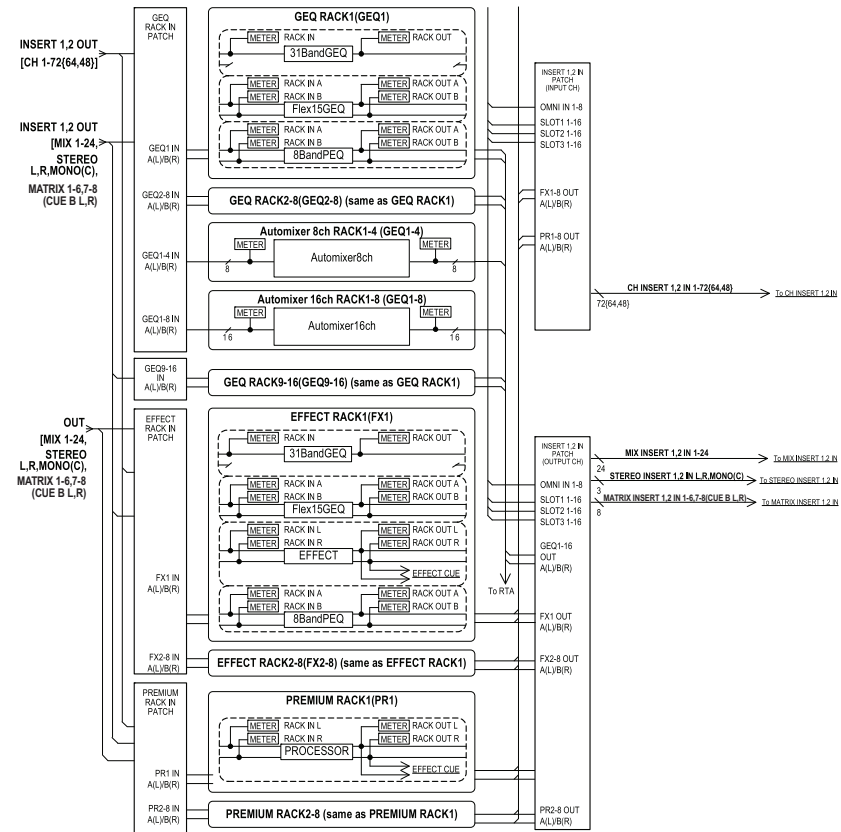 GEQ
RACK IN
PATCH
INSERT 1,2 OUT
[CH 1-72{64,48}]
INSERT 1,2 OUT
[MIX 1-24,
STEREO
L,R,MONO(C),
MATRIX 1-6,7-8
(CUE B L,R)
GEQ1 IN
A(L)/B(R)
GEQ2-8 IN
A(L)/B(R)
GEQ1-4 IN
A(L)/B(R)
GEQ1-8 IN
A(L)/B(R)
GEQ9-16
IN
A(L)/B(R)
GEQ RACK1(GEQ1)
METER RACK IN METER RACK OUT
31BandGEQ
METER RACK IN A METER RACK OUT A
METER RACK IN B METER RACK OUT B
Flex15GEQ
METER RACK IN A METER RACK OUT A
METER RACK IN B METER RACK OUT B
8BandPEQ
GEQ RACK2-8(GEQ2-8) (same as GEQ RACK1)
Automixer 8ch RACK1-4 (GEQ1-4)
METER METER
Automixer8ch
8 8
Automixer 16ch RACK1-8 (GEQ1-8)
METER METER
Automixer16ch
16 16
GEQ RACK9-16(GEQ9-16) (same as GEQ RACK1)
INSERT 1,2 IN
PATCH
(INPUT CH)
OMNI IN 1-8
SLOT1 1-16
SLOT2 1-16
SLOT3 1-16
FX1-8 OUT
A(L)/B(R)
PR1-8 OUT
A(L)/B(R)
CH INSERT 1,2 IN 1-72{64,48}
72{64,48}
To CH INSERT 1,2 IN
OUT
[MIX 1-24,
STEREO
L,R,MONO(C),
MATRIX 1-6,7-8
(CUE B L,R)
EFFECT
RACK IN
PATCH
FX1 IN
A(L)/B(R)
FX2-8 IN
A(L)/B(R)
EFFECT RACK1(FX1)
METER RACK IN METER RACK OUT
31BandGEQ
METER RACK IN A METER RACK OUT A
METER RACK IN B METER RACK OUT B
Flex15GEQ
METER RACK IN L METER RACK OUT L
METER RACK IN R METER RACK OUT R
EFFECT
EFFECT CUE
METER RACK IN A METER RACK OUT A
METER RACK IN B METER RACK OUT B
8BandPEQ
EFFECT RACK2-8(FX2-8) (same as EFFECT RACK1)
To RTA
INSERT 1,2 IN
PATCH
(OUTPUT CH)
OMNI IN 1-8
SLOT1 1-16
SLOT2 1-16
SLOT3 1-16
GEQ1-16
OUT
A(L)/B(R)
FX1 OUT
A(L)/B(R)
FX2-8 OUT
A(L)/B(R)
PR2-8 OUT
A(L)/B(R)
MIX INSERT 1,2 IN 1-24
24
To MIX INSERT 1,2 IN
STEREO INSERT 1,2 IN L,R,MONO(C)
3
To STEREO INSERT 1,2 IN
MATRIX INSERT 1,2 IN 1-6,7-8(CUE B L,R)
8
To MATRIX INSERT 1,2 IN
PREMIUM
RACK IN
PATCH
PR1 IN
A(L)/B(R)
PR2-8 IN
A(L)/B(R)
PREMIUM RACK1(PR1)
METER RACK IN L METER RACK OUT L
METER RACK IN R METER RACK OUT R
PROCESSOR
EFFECT CUE
PREMIUM RACK2-8 (same as PREMIUM RACK1)